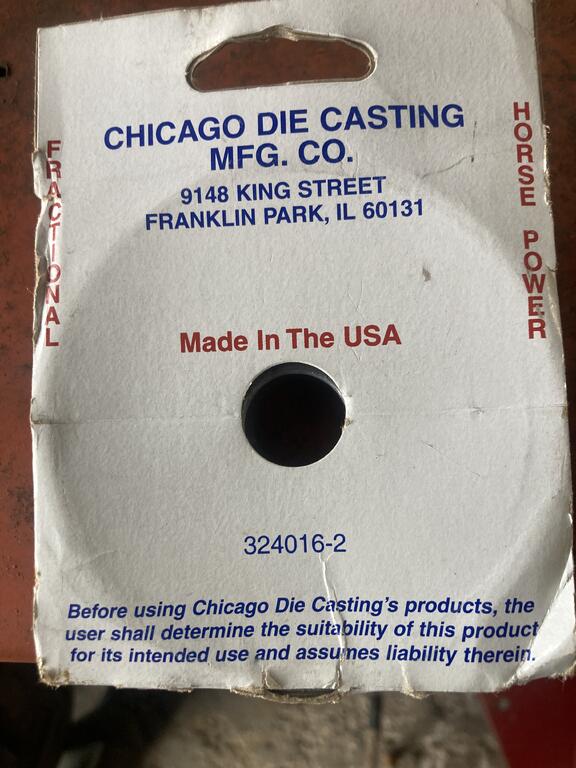 CHICAGO DIE CASTING
MFG. CO.
9148 KING STREET
FRANKLIN PARK, IL 60131
FRACTIONAL
HORSE POWER
Made In The USA
324016-2
Before using Chicago Die Casting's products, the
user shall determine the suitability of this product
for its intended use and assumes liability therein.